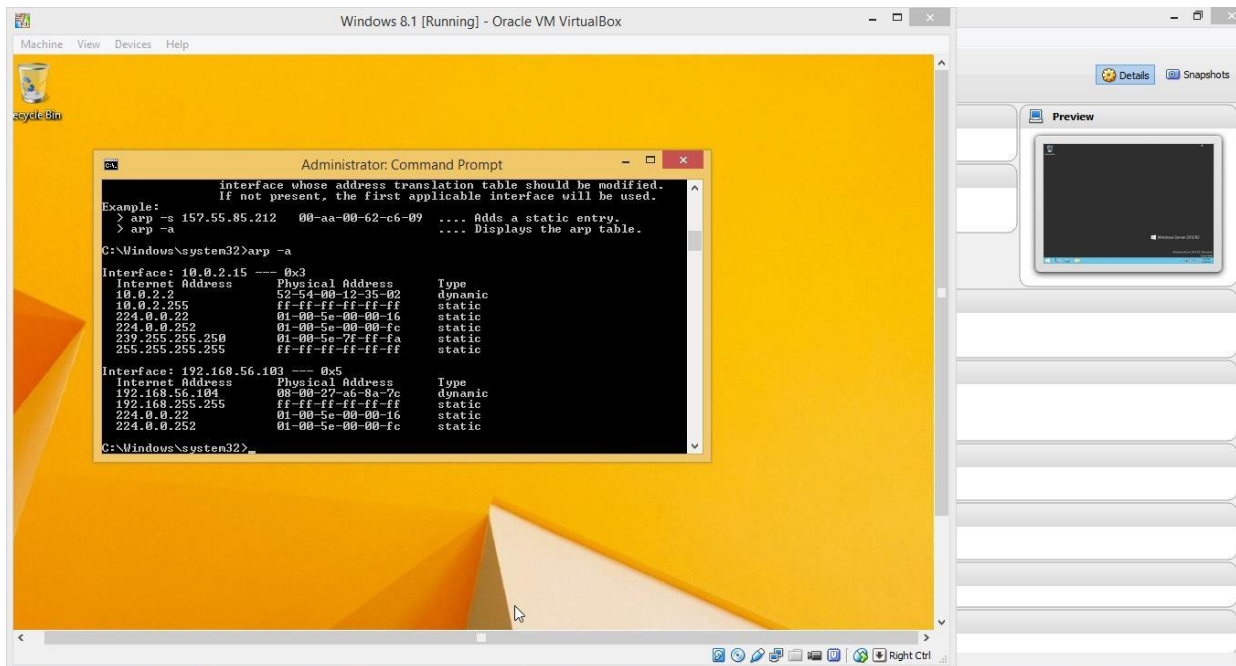 Windows 8.1 [Running] - Oracle VM VirtualBox
Machine View Devices Help
Details Snapshots
Preview
ecycle Bin
Administrator: Command Prompt
interface whose address translation table should be modified.
If not present, the first applicable interface will be used.
Example:
> arp -s 157.55.85.212 00-aa-00-62-c6-09 .... Adds a static entry.
> arp -a .... Displays the arp table.
C:\Windows\system32>arp -a
Interface: 10.0.2.15 --- 0x3
Internet Address Physical Address Type
10.0.2.2 52-54-00-12-35-02 dynamic
10.0.2.255 ff-ff-ff-ff-ff-ff static
224.0.0.22 01-00-5e-00-00-16 static
224.0.0.252 01-00-5e-00-00-fc static
239.255.255.250 01-00-5e-7f-ff-fa static
255.255.255.255 ff-ff-ff-ff-ff-ff static
Interface: 192.168.56.103 --- 0x5
Internet Address Physical Address Type
192.168.56.104 08-00-27-a6-8a-7c dynamic
192.168.255.255 ff-ff-ff-ff-ff-ff static
224.0.0.22 01-00-5e-00-00-16 static
224.0.0.252 01-00-5e-00-00-fc static
C:\Windows\system32>_
Right Ctrl